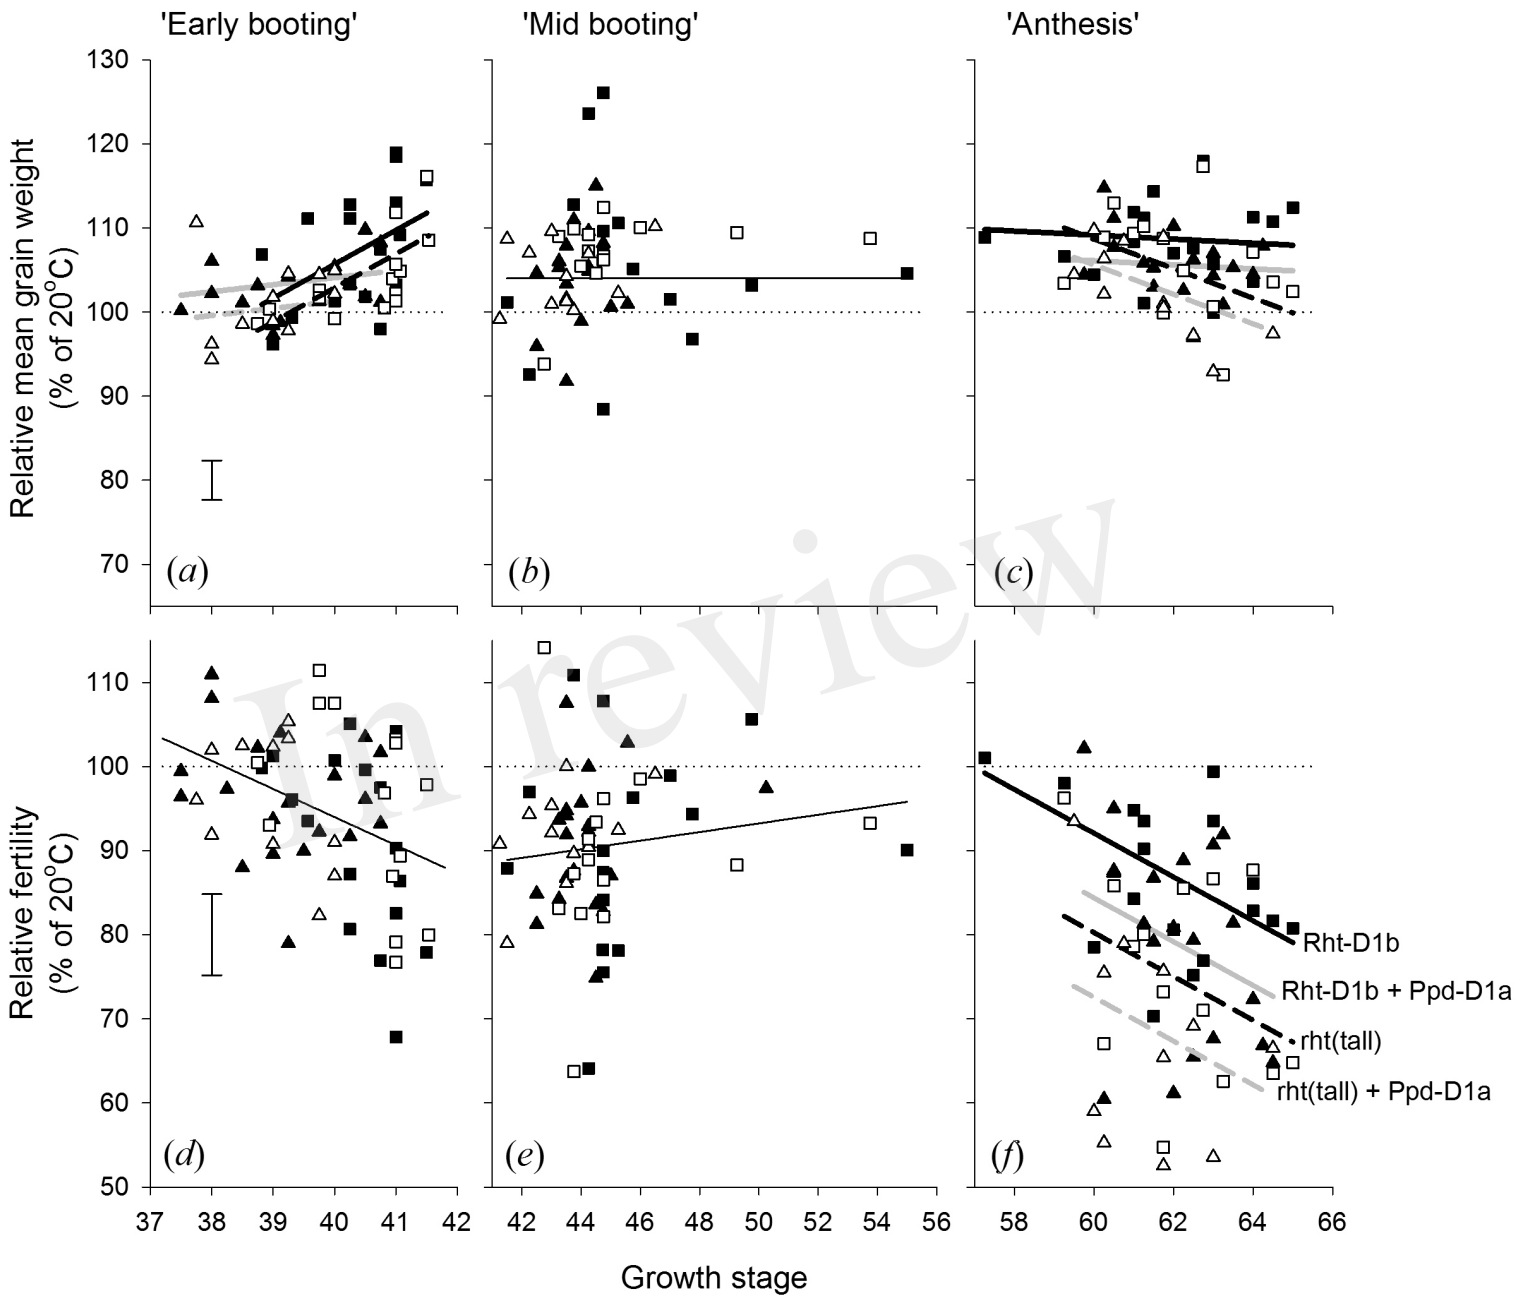 'Early booting' 'Mid booting' 'Anthesis'
Relative mean grain weight
(% of 20°C)
130
120
110
100
90
80
70
(a) (b) (c)
Relative fertility
(% of 20°C)
110
100
90
80
70
60
50
(d) (e) (f)
Rht-D1b
Rht-D1b + Ppd-D1a
rht(tall)
rht(tall) + Ppd-D1a
37 38 39 40 41 42 42 44 46 48 50 52 54 56 58 60 62 64 66
Growth stage
In review